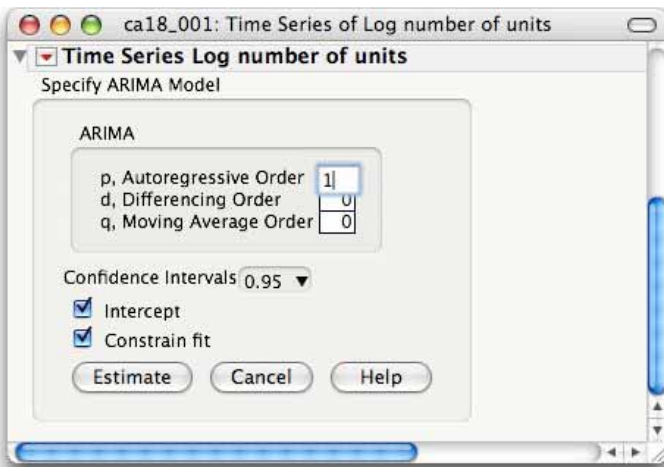 ca18_001: Time Series of Log number of units
Time Series Log number of units
Specify ARIMA Model
ARIMA
p, Autoregressive Order 1
d, Differencing Order 0
q, Moving Average Order 0
Confidence Intervals 0.95
Intercept
Constrain fit
Estimate Cancel Help